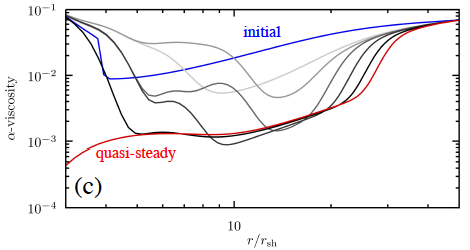 10⁻¹
initial
10⁻²
α-viscosity
10⁻³
quasi-steady
(c)
10⁻⁴
10
r/r_sh